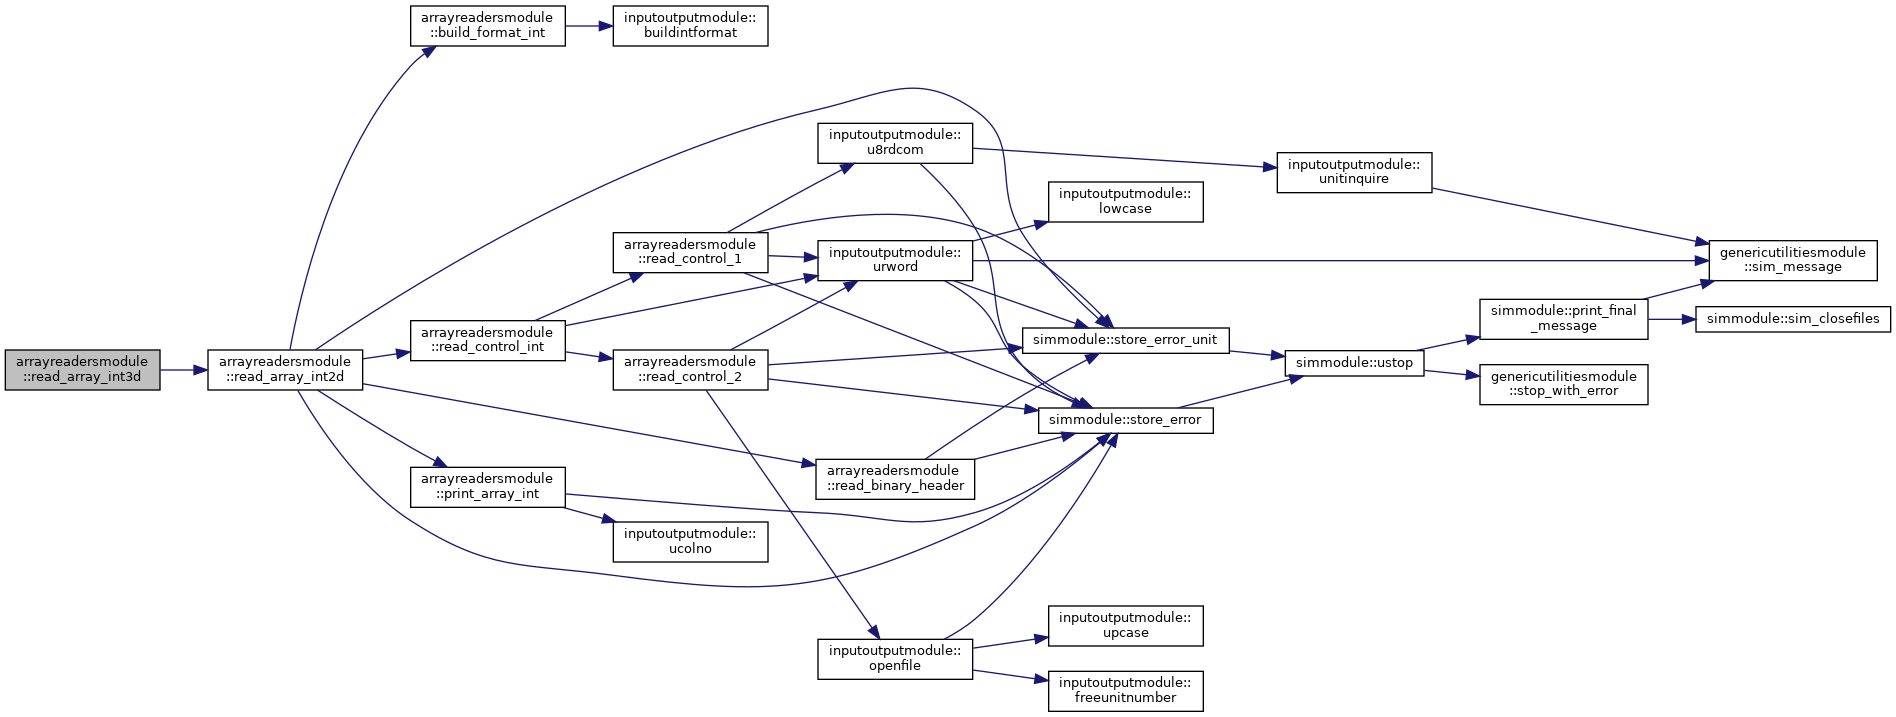 arrayreadersmodule
::read_array_int3d
arrayreadersmodule
::read_array_int2d
arrayreadersmodule
::build_format_int
inputoutputmodule::
buildintformat
arrayreadersmodule
::read_control_int
arrayreadersmodule
::read_control_1
inputoutputmodule::
u8rdcom
inputoutputmodule::
unitinquire
genericutilitiesmodule
::sim_message
inputoutputmodule::
lowcase
inputoutputmodule::
urword
simmodule::store_error_unit
simmodule::ustop
simmodule::print_final
_message
simmodule::sim_closefiles
genericutilitiesmodule
::stop_with_error
arrayreadersmodule
::read_control_2
simmodule::store_error
arrayreadersmodule
::read_binary_header
arrayreadersmodule
::print_array_int
inputoutputmodule::
ucolno
inputoutputmodule::
openfile
inputoutputmodule::
upcase
inputoutputmodule::
freeunitnumber